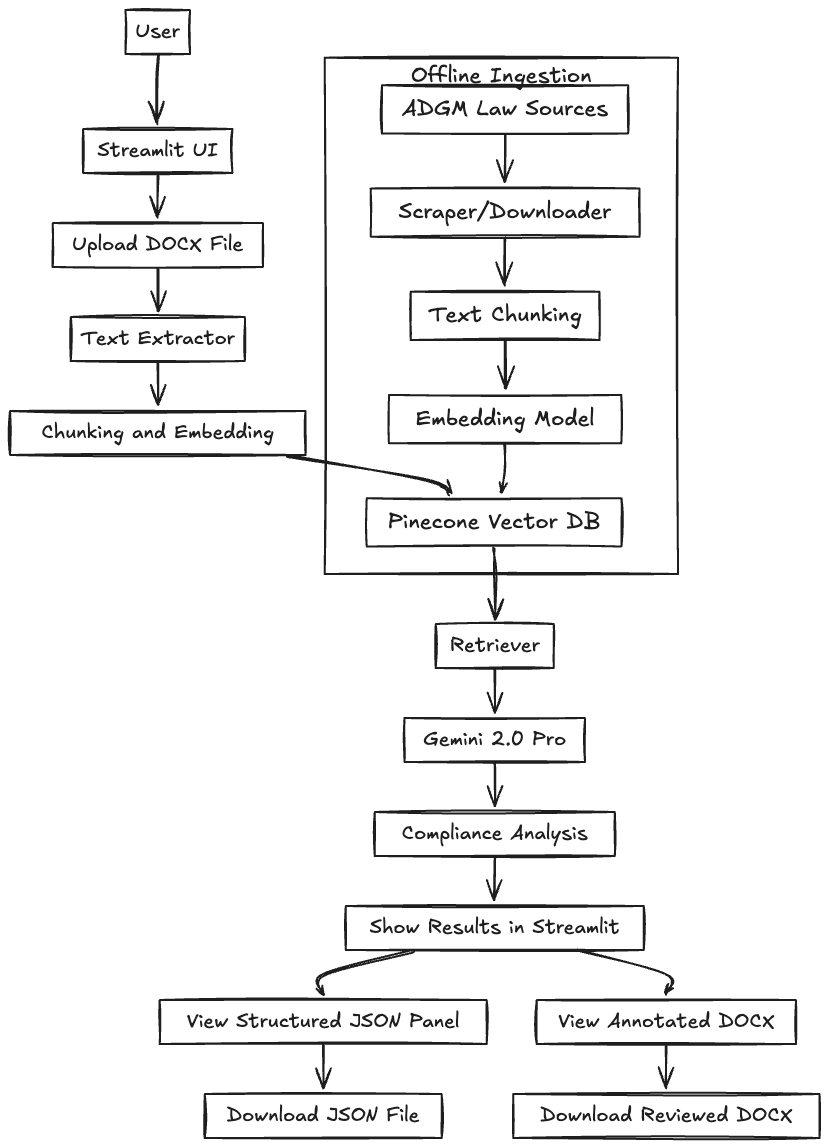 User
Streamlit UI
Upload DOCX File
Text Extractor
Chunking and Embedding
Offline Ingestion
ADGM Law Sources
Scraper/Downloader
Text Chunking
Embedding Model
Pinecone Vector DB
Retriever
Gemini 2.0 Pro
Compliance Analysis
Show Results in Streamlit
View Structured JSON Panel
View Annotated DOCX
Download JSON File
Download Reviewed DOCX